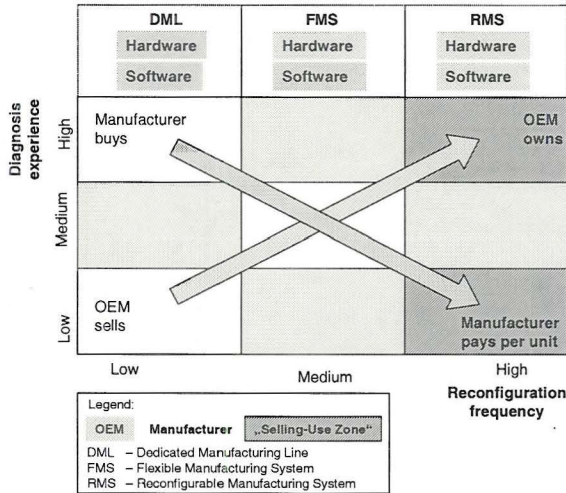 DML FMS RMS
Hardware Hardware Hardware
Software Software Software
Diagnosis
experience
High
Medium
Low
Manufacturer
buys
OEM
owns
OEM
sells
Manufacturer
pays per unit
Low Medium High
Reconfiguration
frequency
Legend:
OEM Manufacturer „Selling-Use Zone“
DML – Dedicated Manufacturing Line
FMS – Flexible Manufacturing System
RMS – Reconfigurable Manufacturing System